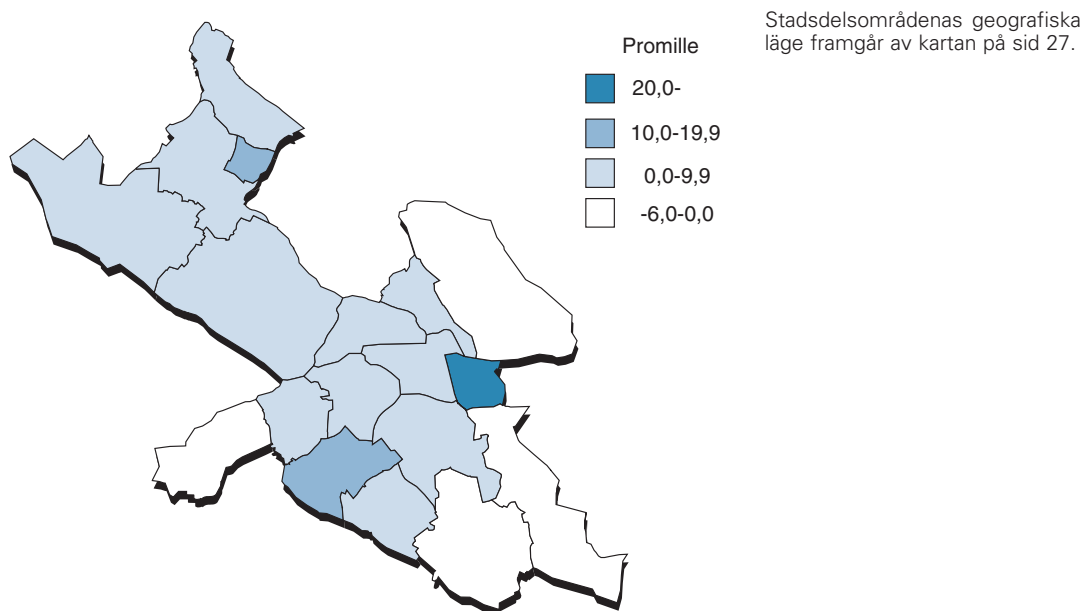 Stadsdelsområdenas geografiska
läge framgår av kartan på sid 27.
Promille
20,0-
10,0-19,9
0,0-9,9
-6,0-0,0